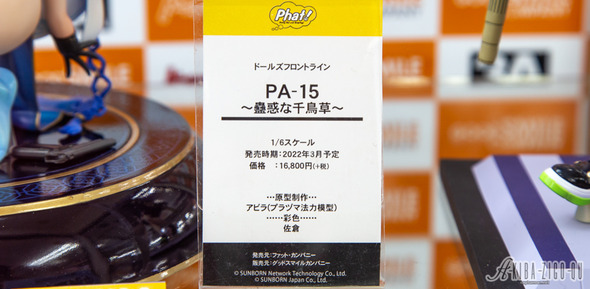 Phat!
ドールズフロントライン
PA-15
～蠱惑な千鳥草～
1/6スケール
発売時期：2022年3月予定
価格　：16,800円(+税)
…原型制作…
アビラ(プラヅマ法力模型)
……彩色……
佐倉
発売元：ファット・カンパニー
販売元：グッドスマイルカンパニー
© SUNBORN Network Technology Co., Ltd.
© SUNBORN Japan Co., Ltd.